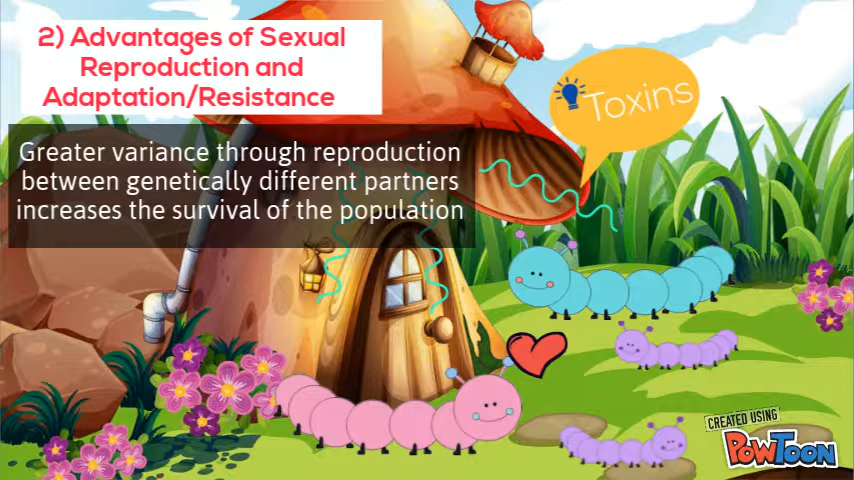 2) Advantages of Sexual
Reproduction and
Adaptation/Resistance
Greater variance through reproduction
between genetically different partners
increases the survival of the population
Toxins
CREATED USING
POWTOON